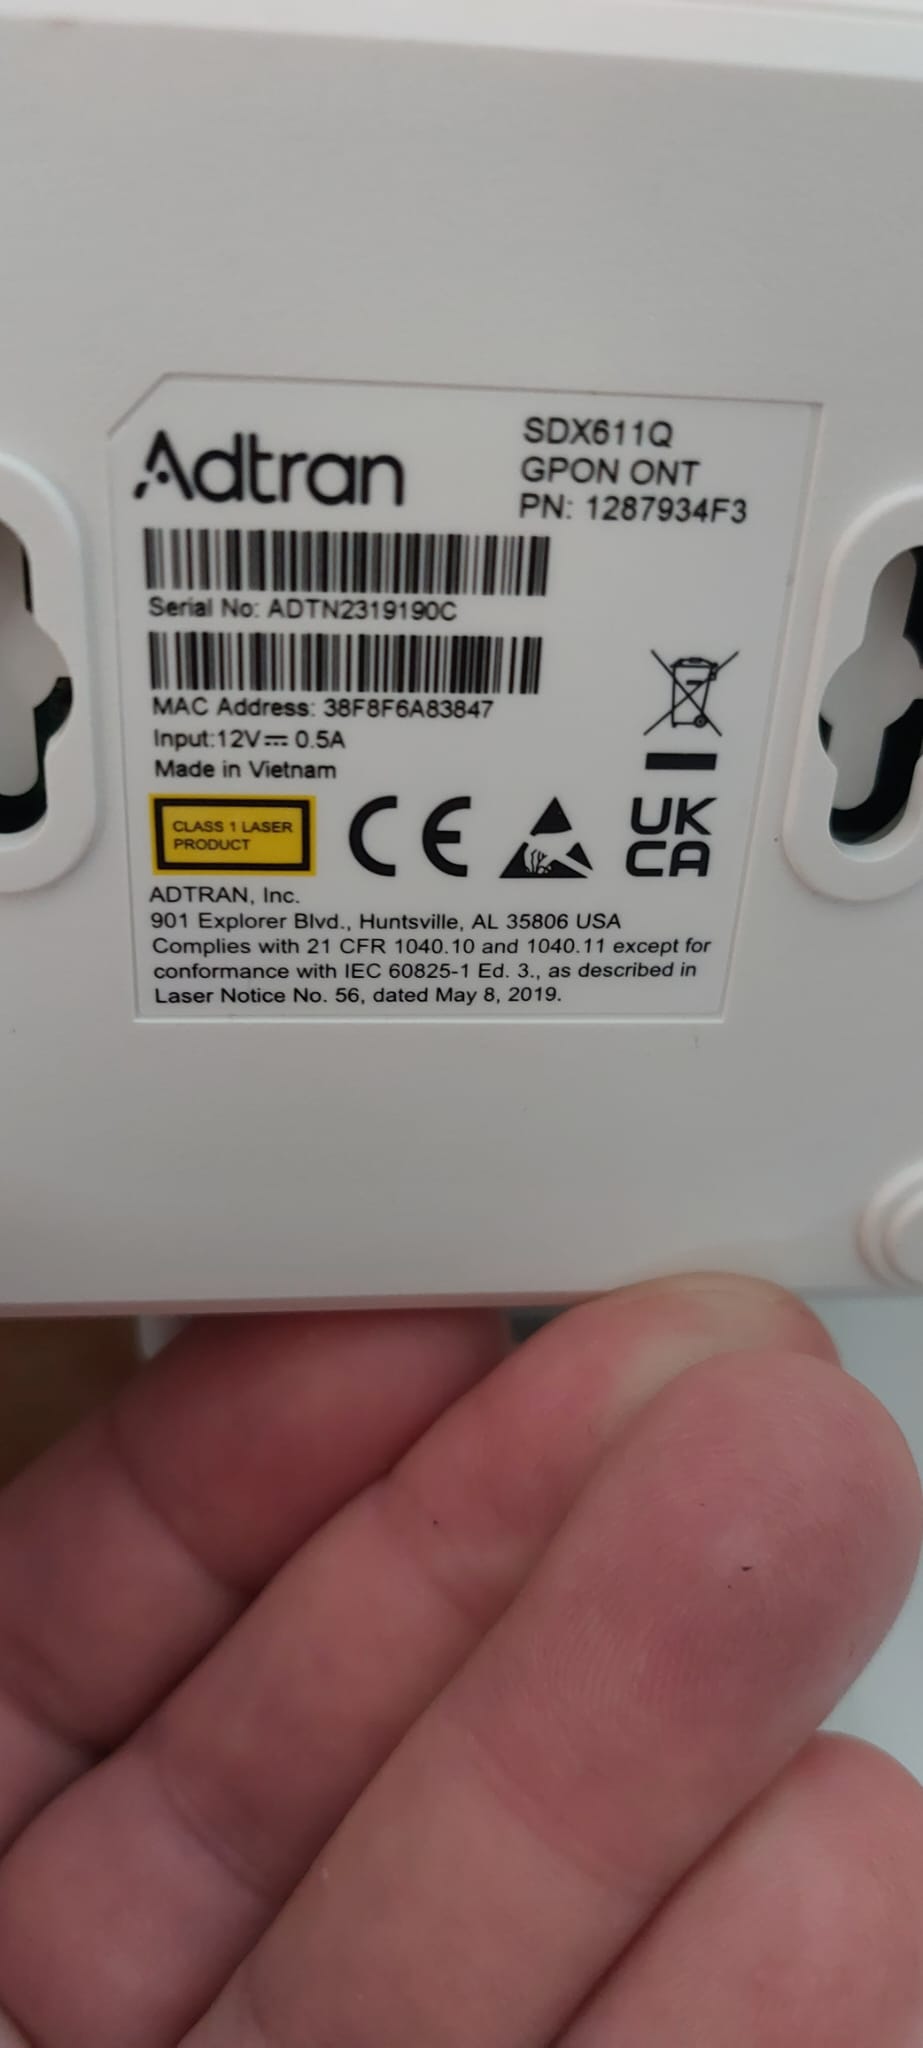 Adtran
SDX611Q
GPON ONT
PN: 1287934F3
Serial No: ADTN2319190C
MAC Address: 38F8F6A83847
Input:12V⎓ 0.5A
Made in Vietnam
CLASS 1 LASER
PRODUCT
CE
UK
CA
ADTRAN, Inc.
901 Explorer Blvd., Huntsville, AL 35806 USA
Complies with 21 CFR 1040.10 and 1040.11 except for
conformance with IEC 60825-1 Ed. 3., as described in
Laser Notice No. 56, dated May 8, 2019.